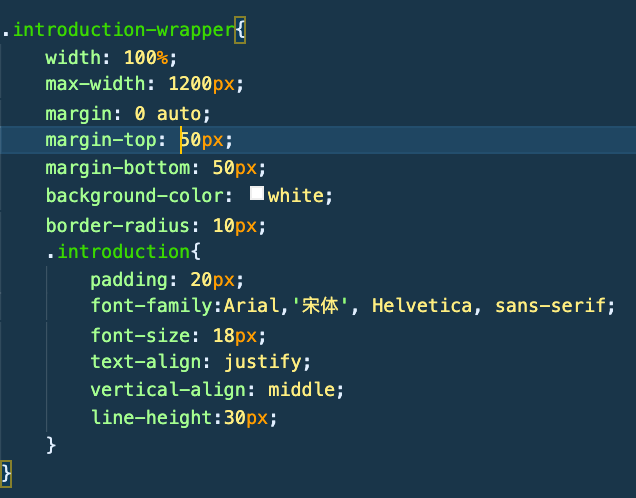 .introduction-wrapper{
width: 100%;
max-width: 1200px;
margin: 0 auto;
margin-top: 50px;
margin-bottom: 50px;
background-color: white;
border-radius: 10px;
.introduction{
padding: 20px;
font-family:Arial,'宋体', Helvetica, sans-serif;
font-size: 18px;
text-align: justify;
vertical-align: middle;
line-height:30px;
}
}